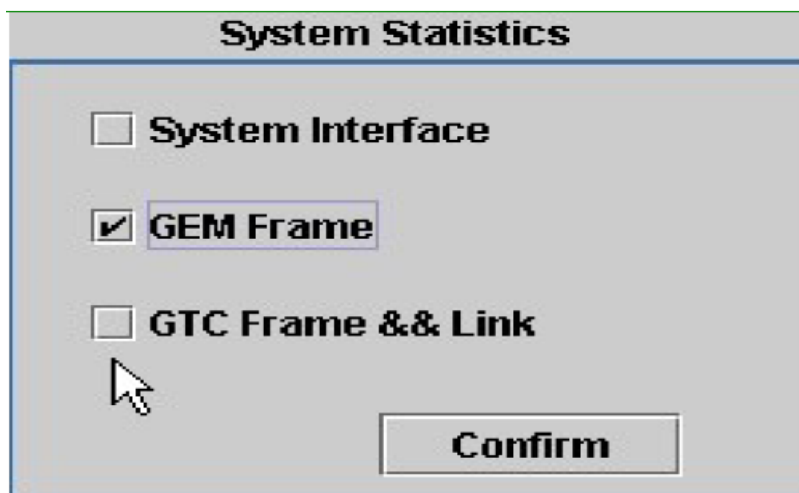 System Statistics
System Interface
GEM Frame
GTC Frame && Link
Confirm